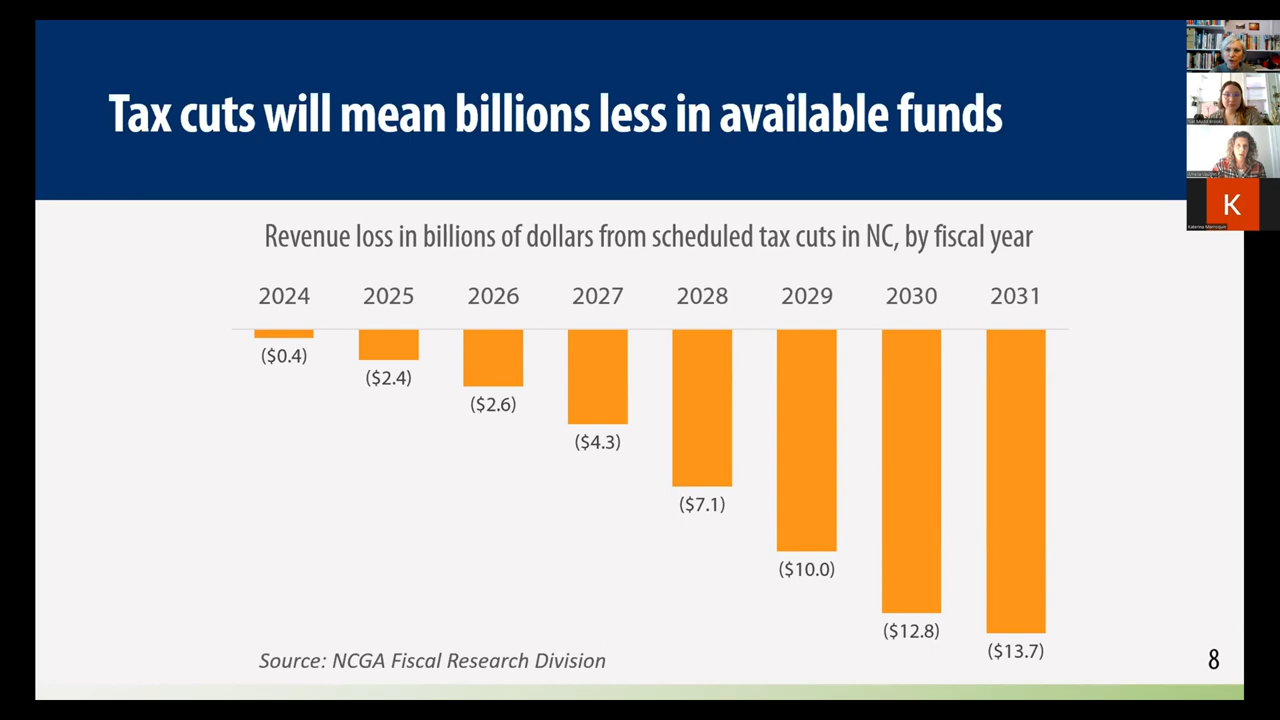 Tax cuts will mean billions less in available funds
Revenue loss in billions of dollars from scheduled tax cuts in NC, by fiscal year
2024 2025 2026 2027 2028 2029 2030 2031
($0.4)
($2.4)
($2.6)
($4.3)
($7.1)
($10.0)
($12.8)
($13.7)
Source: NCGA Fiscal Research Division
8
K